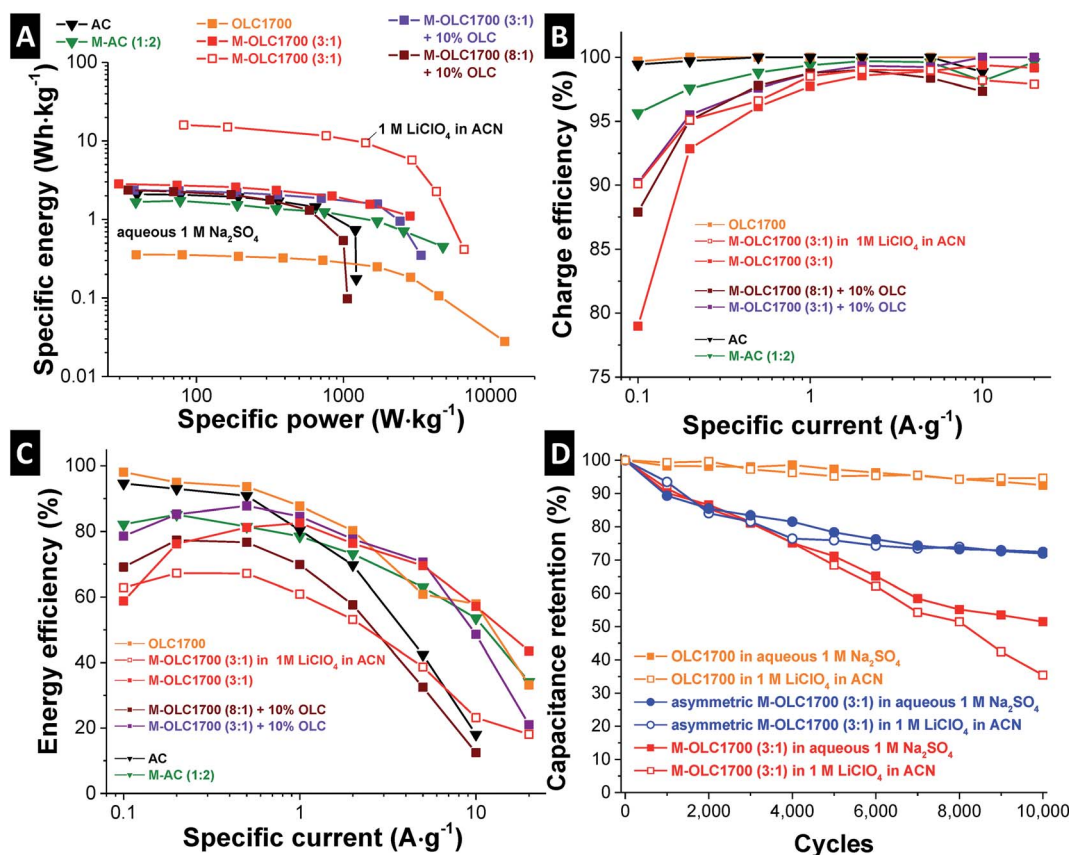 A
AC
M-AC (1:2)
OLC1700
M-OLC1700 (3:1)
M-OLC1700 (3:1)
M-OLC1700 (3:1)
+ 10% OLC
M-OLC1700 (8:1)
+ 10% OLC
Specific energy (Wh·kg⁻¹)
100
10
1
0.1
0.01
1 M LiClO₄ in ACN
aqueous 1 M Na₂SO₄
100
1000
10000
Specific power (W·kg⁻¹)
B
Charge efficiency (%)
100
95
90
85
80
75
OLC1700
M-OLC1700 (3:1) in 1M LiClO₄ in ACN
M-OLC1700 (3:1)
M-OLC1700 (8:1) + 10% OLC
M-OLC1700 (3:1) + 10% OLC
AC
M-AC (1:2)
0.1
1
10
Specific current (A·g⁻¹)
C
Energy efficiency (%)
100
80
60
40
20
0
OLC1700
M-OLC1700 (3:1) in 1M LiClO₄ in ACN
M-OLC1700 (3:1)
M-OLC1700 (8:1) + 10% OLC
M-OLC1700 (3:1) + 10% OLC
AC
M-AC (1:2)
0.1
1
10
Specific current (A·g⁻¹)
D
Capacitance retention (%)
100
90
80
70
60
50
40
30
20
10
0
OLC1700 in aqueous 1 M Na₂SO₄
OLC1700 in 1 M LiClO₄ in ACN
asymmetric M-OLC1700 (3:1) in aqueous 1 M Na₂SO₄
asymmetric M-OLC1700 (3:1) in 1 M LiClO₄ in ACN
M-OLC1700 (3:1) in aqueous 1 M Na₂SO₄
M-OLC1700 (3:1) in 1 M LiClO₄ in ACN
0
2,000
4,000
6,000
8,000
10,000
Cycles